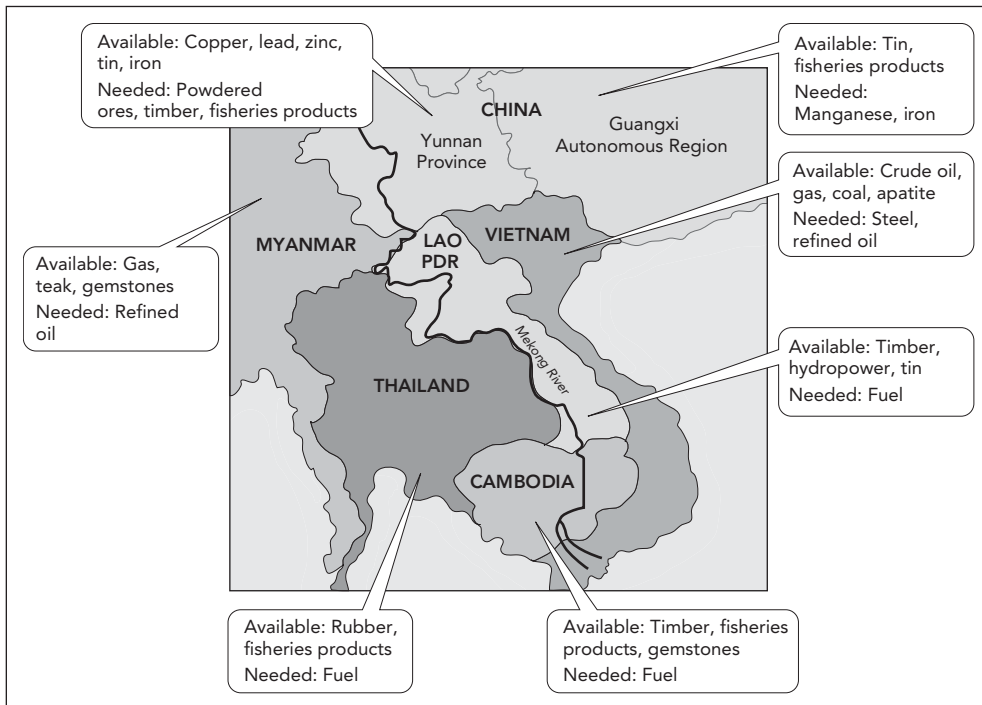 Available: Copper, lead, zinc,
tin, iron
Needed: Powdered
ores, timber, fisheries products
Available: Tin,
fisheries products
Needed:
Manganese, iron
CHINA
Yunnan
Province
Guangxi
Autonomous Region
Available: Crude oil,
gas, coal, apatite
Needed: Steel,
refined oil
MYANMAR
LAO
PDR
VIETNAM
Available: Gas,
teak, gemstones
Needed: Refined
oil
Mekong River
Available: Timber,
hydropower, tin
Needed: Fuel
THAILAND
CAMBODIA
Available: Rubber,
fisheries products
Needed: Fuel
Available: Timber, fisheries
products, gemstones
Needed: Fuel